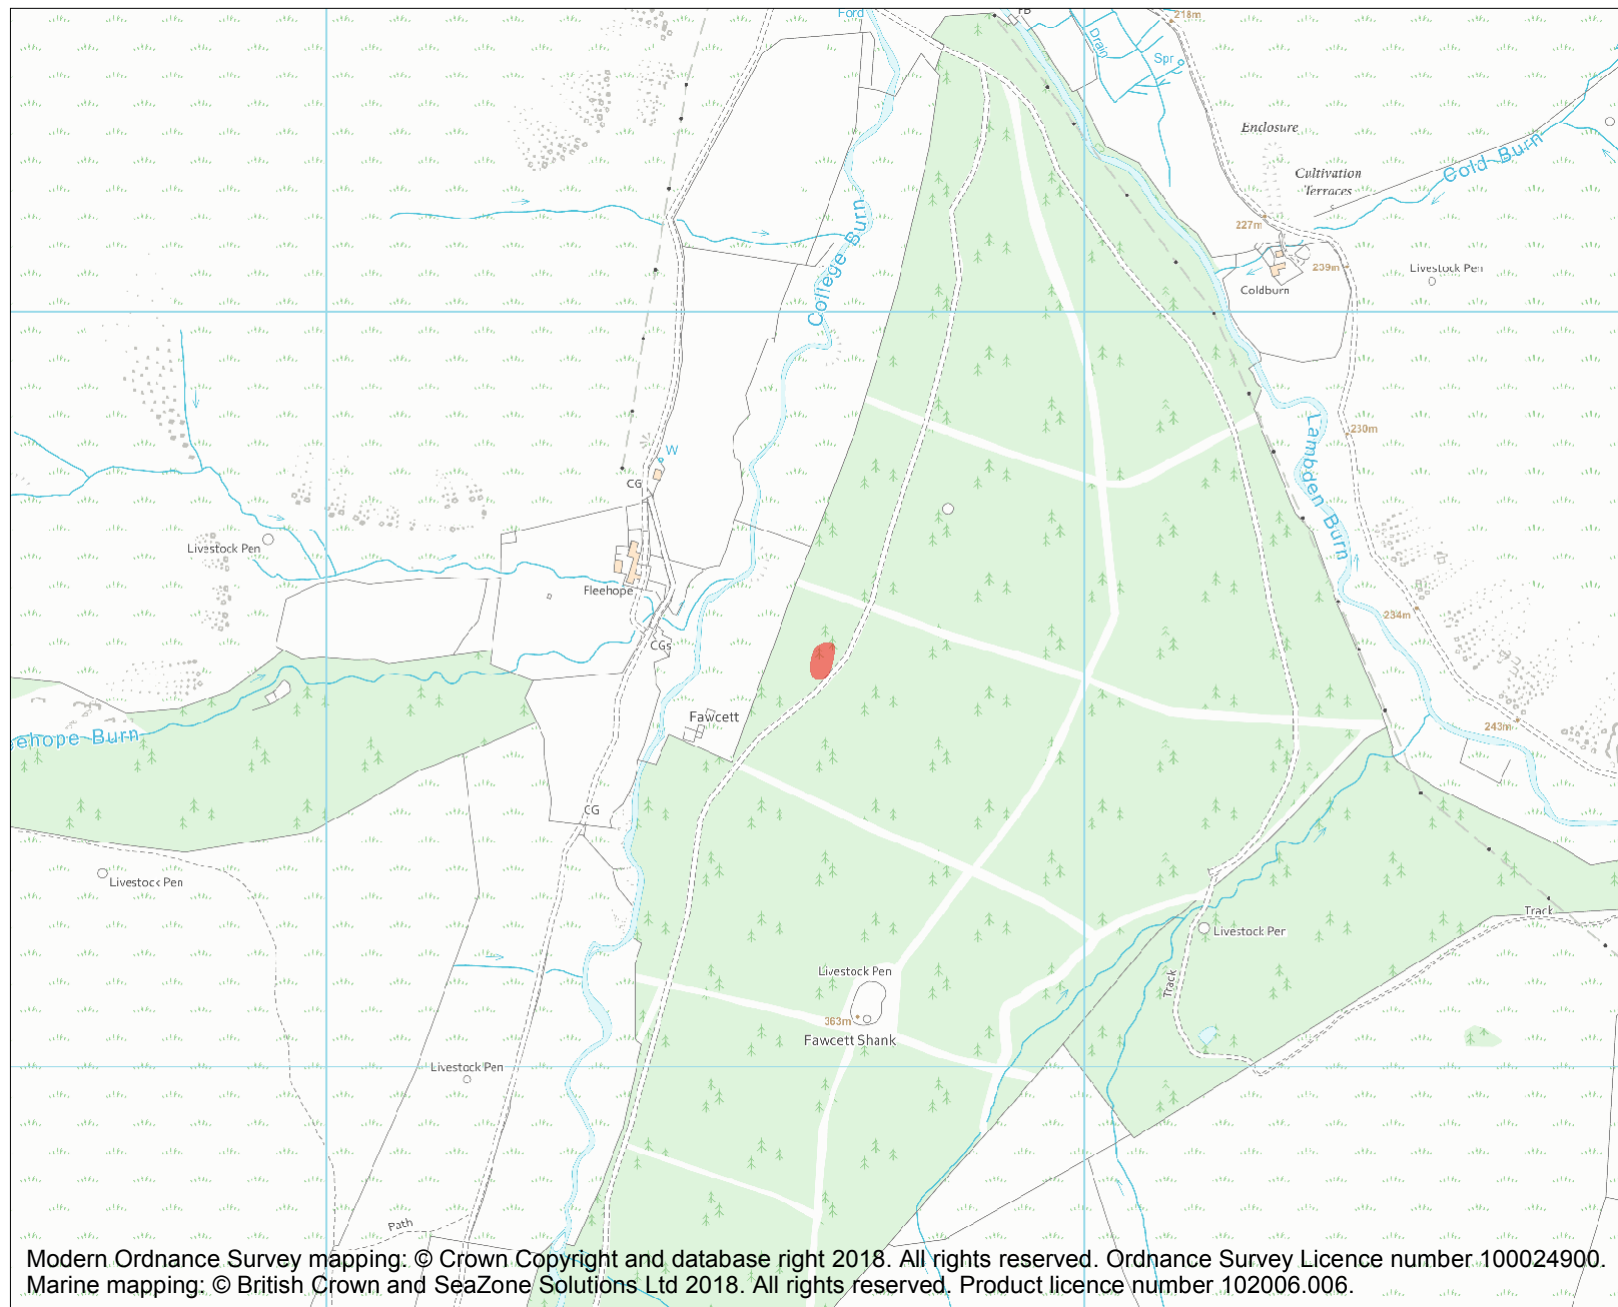 Ford
FB
218m
Drain
Spr
Enclosure
Cold Burn
Cultivation
Terraces
227m
239m
Livestock Pen
Coldburn
College Burn
Lambden Burn
230m
W
CG
Livestock Pen
Fleehope
CGs
234m
Fawcett
243m
ehope Burn
CG
Livestock Pen
Track
Livestock Pen
Livestock Pen
Track
363m
Fawcett Shank
Livestock Pen
Path
Modern Ordnance Survey mapping: © Crown Copyright and database right 2018. All rights reserved. Ordnance Survey Licence number 100024900.
Marine mapping: © British Crown and SeaZone Solutions Ltd 2018. All rights reserved. Product licence number 102006.006.